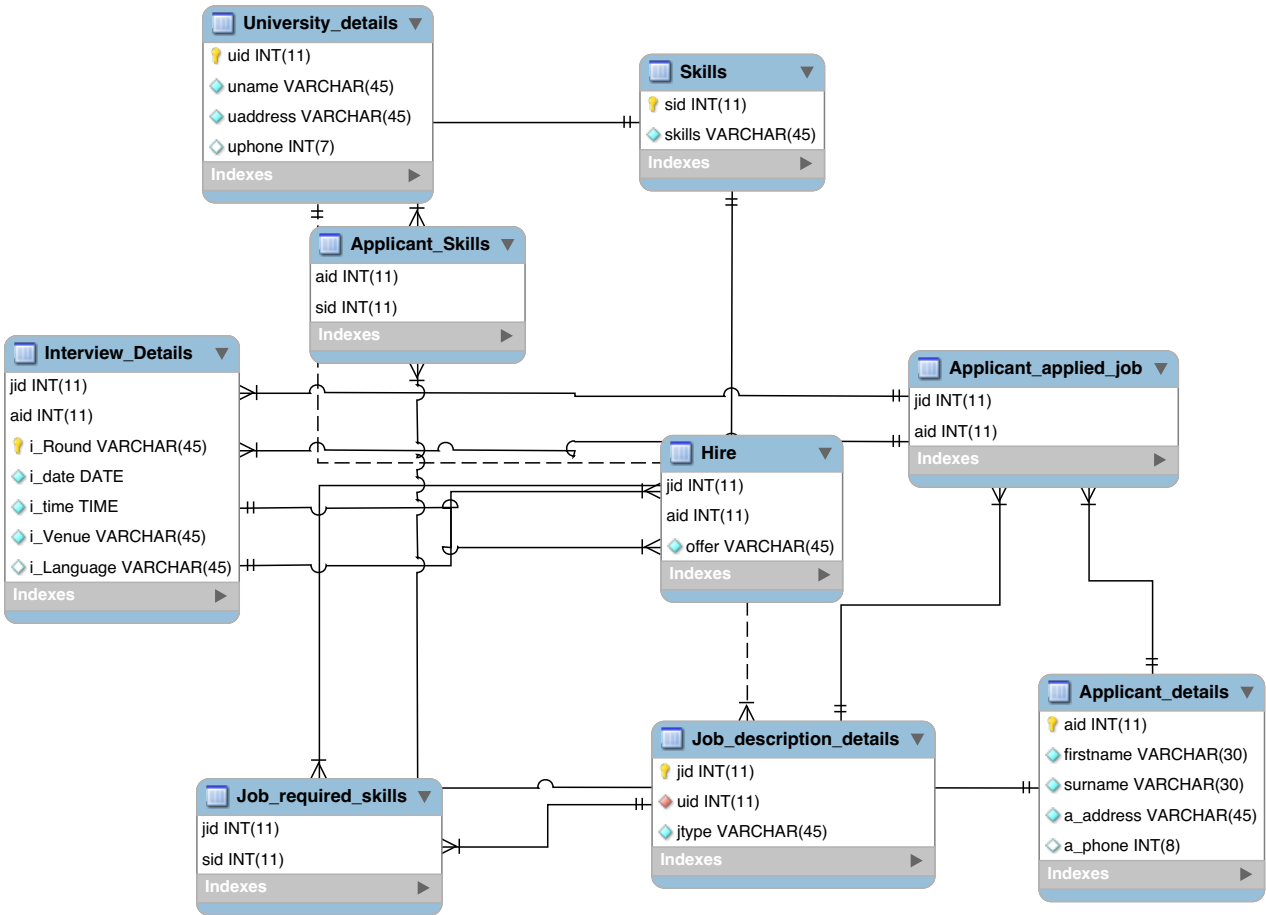 University_details
uid INT(11)
uname VARCHAR(45)
uaddress VARCHAR(45)
uphone INT(7)
Indexes
Skills
sid INT(11)
skills VARCHAR(45)
Indexes
Applicant_Skills
aid INT(11)
sid INT(11)
Indexes
Interview_Details
jid INT(11)
aid INT(11)
i_Round VARCHAR(45)
i_date DATE
i_time TIME
i_Venue VARCHAR(45)
i_Language VARCHAR(45)
Indexes
Applicant_applied_job
jid INT(11)
aid INT(11)
Indexes
Hire
jid INT(11)
aid INT(11)
offer VARCHAR(45)
Indexes
Job_description_details
jid INT(11)
uid INT(11)
jtype VARCHAR(45)
Indexes
Applicant_details
aid INT(11)
firstname VARCHAR(30)
surname VARCHAR(30)
a_address VARCHAR(45)
a_phone INT(8)
Indexes
Job_required_skills
jid INT(11)
sid INT(11)
Indexes